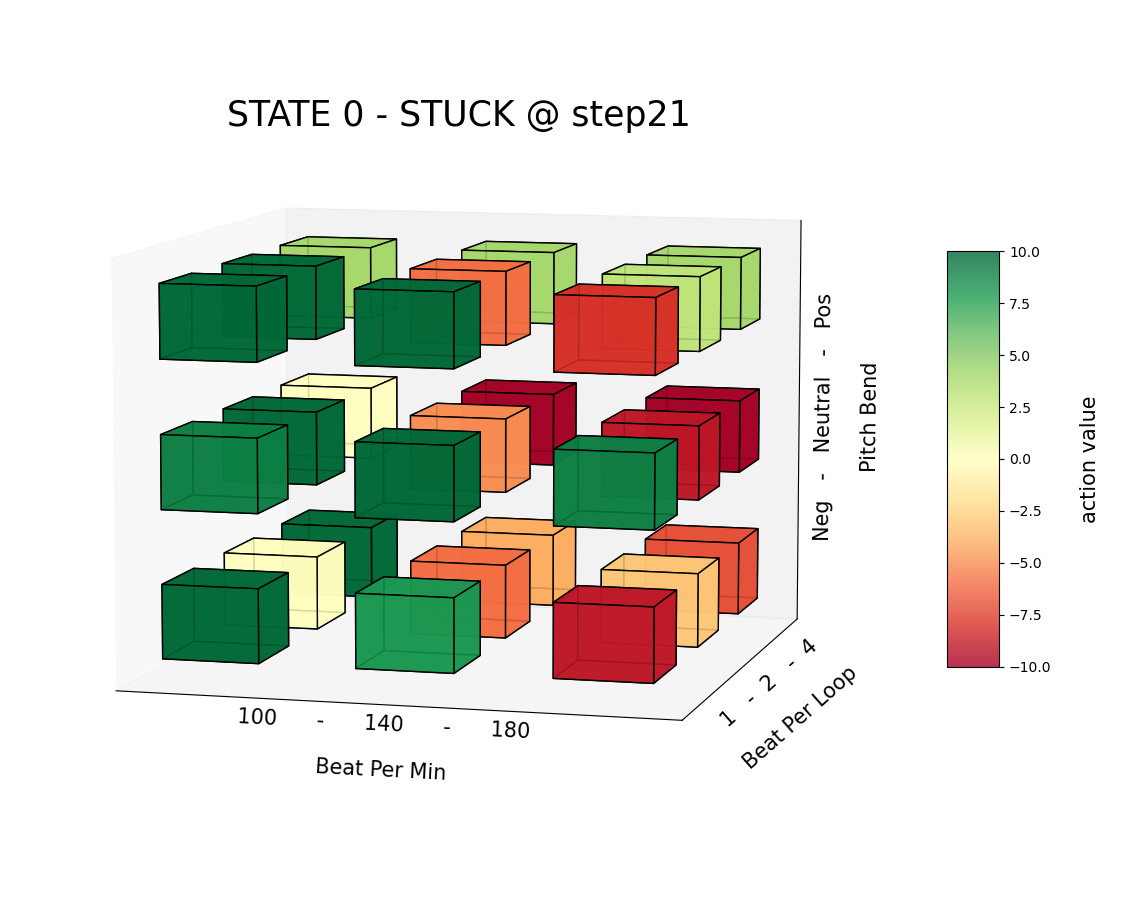 STATE 0 - STUCK @ step21
Neg - Neutral - Pos
Pitch Bend
100 - 140 - 180
Beat Per Min
1 - 2 - 4
Beat Per Loop
10.0
7.5
5.0
2.5
0.0
−2.5
−5.0
−7.5
−10.0
action value